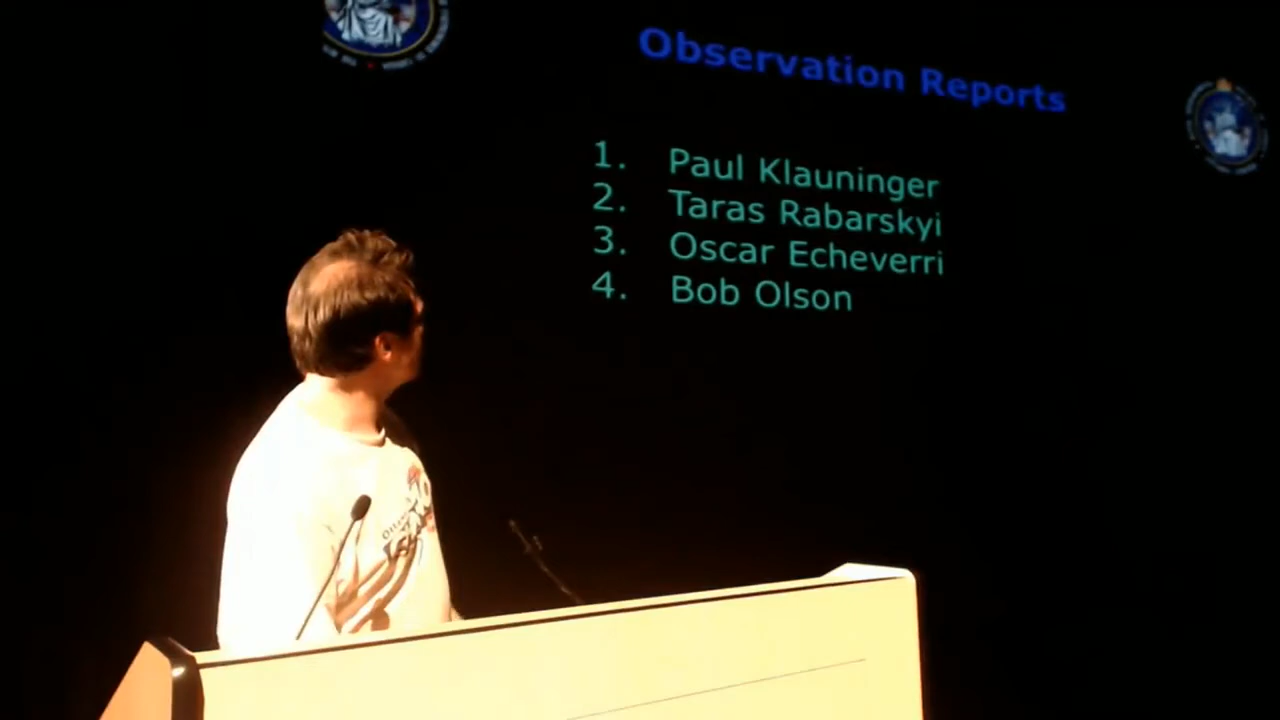 Observation Reports
1. Paul Klauninger
2. Taras Rabarskyi
3. Oscar Echeverri
4. Bob Olson